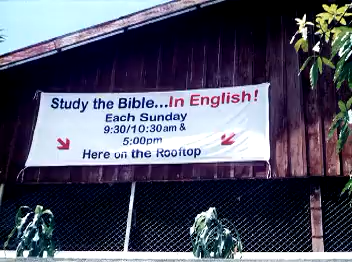 Study the Bible...In English!
Each Sunday
9:30/10:30am &
5:00pm
Here on the Rooftop